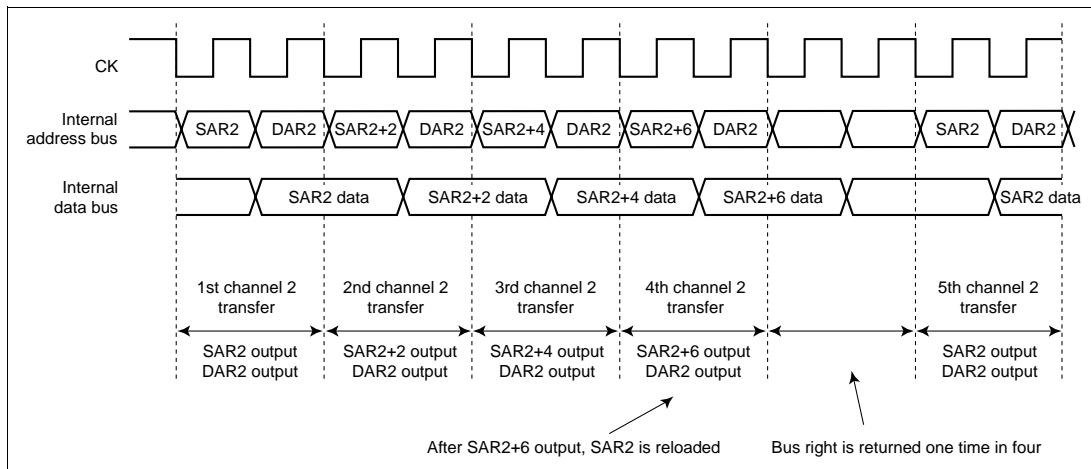 CK
Internal
address bus
SAR2 DAR2 SAR2+2 DAR2 SAR2+4 DAR2 SAR2+6 DAR2 SAR2 DAR2
Internal
data bus
SAR2 data SAR2+2 data SAR2+4 data SAR2+6 data SAR2 data
1st channel 2
transfer
2nd channel 2
transfer
3rd channel 2
transfer
4th channel 2
transfer
5th channel 2
transfer
SAR2 output
DAR2 output
SAR2+2 output
DAR2 output
SAR2+4 output
DAR2 output
SAR2+6 output
DAR2 output
SAR2 output
DAR2 output
After SAR2+6 output, SAR2 is reloaded
Bus right is returned one time in four